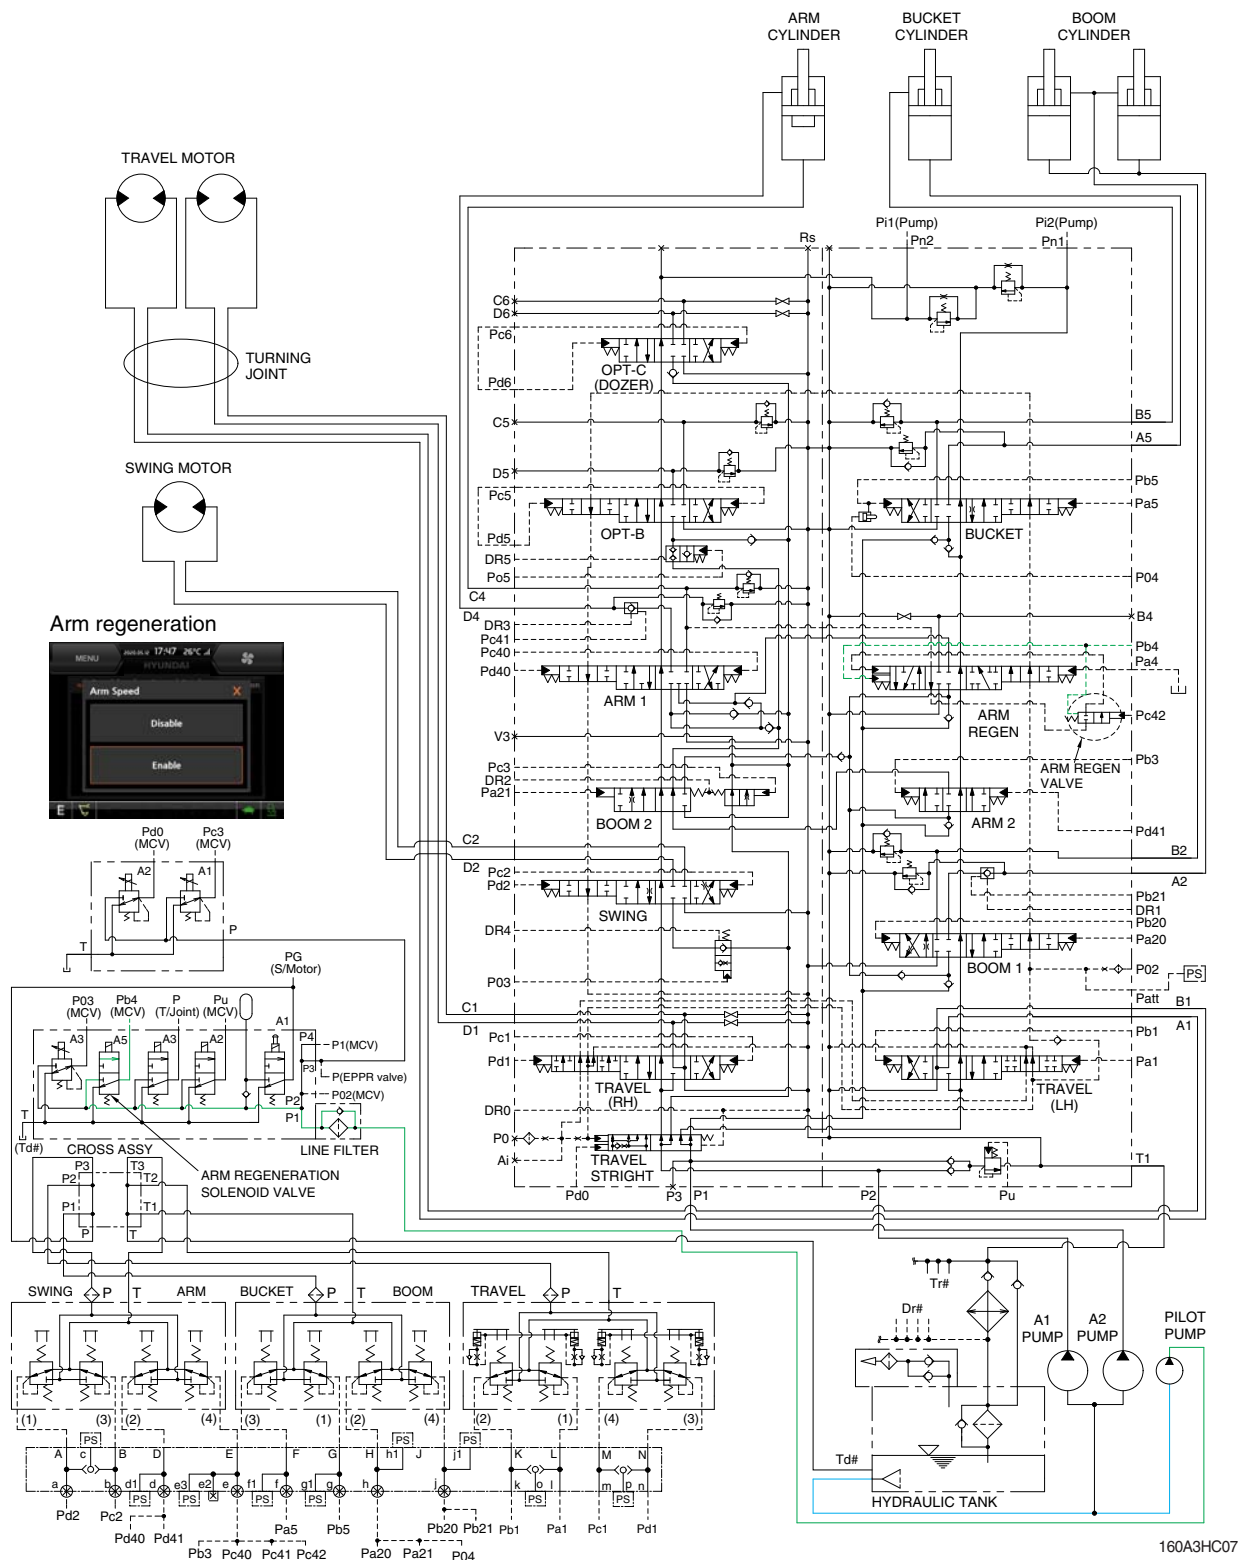 ARM
CYLINDER
BUCKET
CYLINDER
BOOM
CYLINDER
TRAVEL MOTOR
TURNING
JOINT
SWING MOTOR
Pi1(Pump)
Pn2
Pi2(Pump)
Pn1
Rs
C6
D6
Pc6
Pd6
OPT-C
(DOZER)
C5
D5
Pc5
Pd5
OPT-B
DR5
Po5
C4
D4
DR3
Pc41
Pc40
Pd40
ARM 1
V3
Pc3
DR2
Pa21
BOOM 2
C2
D2
Pc2
Pd2
SWING
DR4
P03
C1
D1
Pc1
Pd1
TRAVEL
(RH)
DR0
P0
Ai
TRAVEL
STRIGHT
Pd0
P3
P1
P2
Pu
B5
A5
Pb5
Pa5
BUCKET
P04
B4
Pb4
Pa4
ARM
REGEN
Pc42
ARM REGEN
VALVE
Pb3
ARM 2
Pd41
B2
A2
Pb21
DR1
Pb20
Pa20
BOOM 1
P02
PS
Patt
B1
A1
Pb1
Pa1
TRAVEL
(LH)
T1
Arm regeneration
MENU
17:47
26°C
HYUNDAI
Arm Speed
X
Disable
Enable
E
Pd0
(MCV)
Pc3
(MCV)
A2
A1
T
P
PG
(S/Motor)
P03
(MCV)
Pb4
(MCV)
P
(T/Joint)
Pu
(MCV)
A3
A5
A3
A2
A1
P4
P1(MCV)
P3
P(EPPR valve)
P2
P02(MCV)
P1
T
(Td#)
CROSS ASSY
LINE FILTER
ARM REGENERATION
SOLENOID VALVE
P3
T3
P2
T2
P1
T1
P
T
SWING
P
T
ARM
BUCKET
P
T
BOOM
TRAVEL
P
T
(1)
(3)
(2)
(4)
(3)
(1)
(2)
(4)
(2)
(1)
(4)
(3)
A
c
PS
B
D
E
F
G
H
h1
PS
J
j1
PS
K
L
M
N
a
b
d1
d
e3
e2
e
f1
f
g1
g
h
j
k
o
l
m
p
n
PS
PS
PS
PS
PS
PS
Pd2
Pc2
Pd40
Pd41
Pb3
Pc40
Pc41
Pc42
Pa5
Pb5
Pa20
Pa21
P04
Pb20
Pb21
Pb1
Pa1
Pc1
Pd1
Tr#
Dr#
A1
PUMP
A2
PUMP
PILOT
PUMP
Td#
HYDRAULIC TANK
160A3HC07